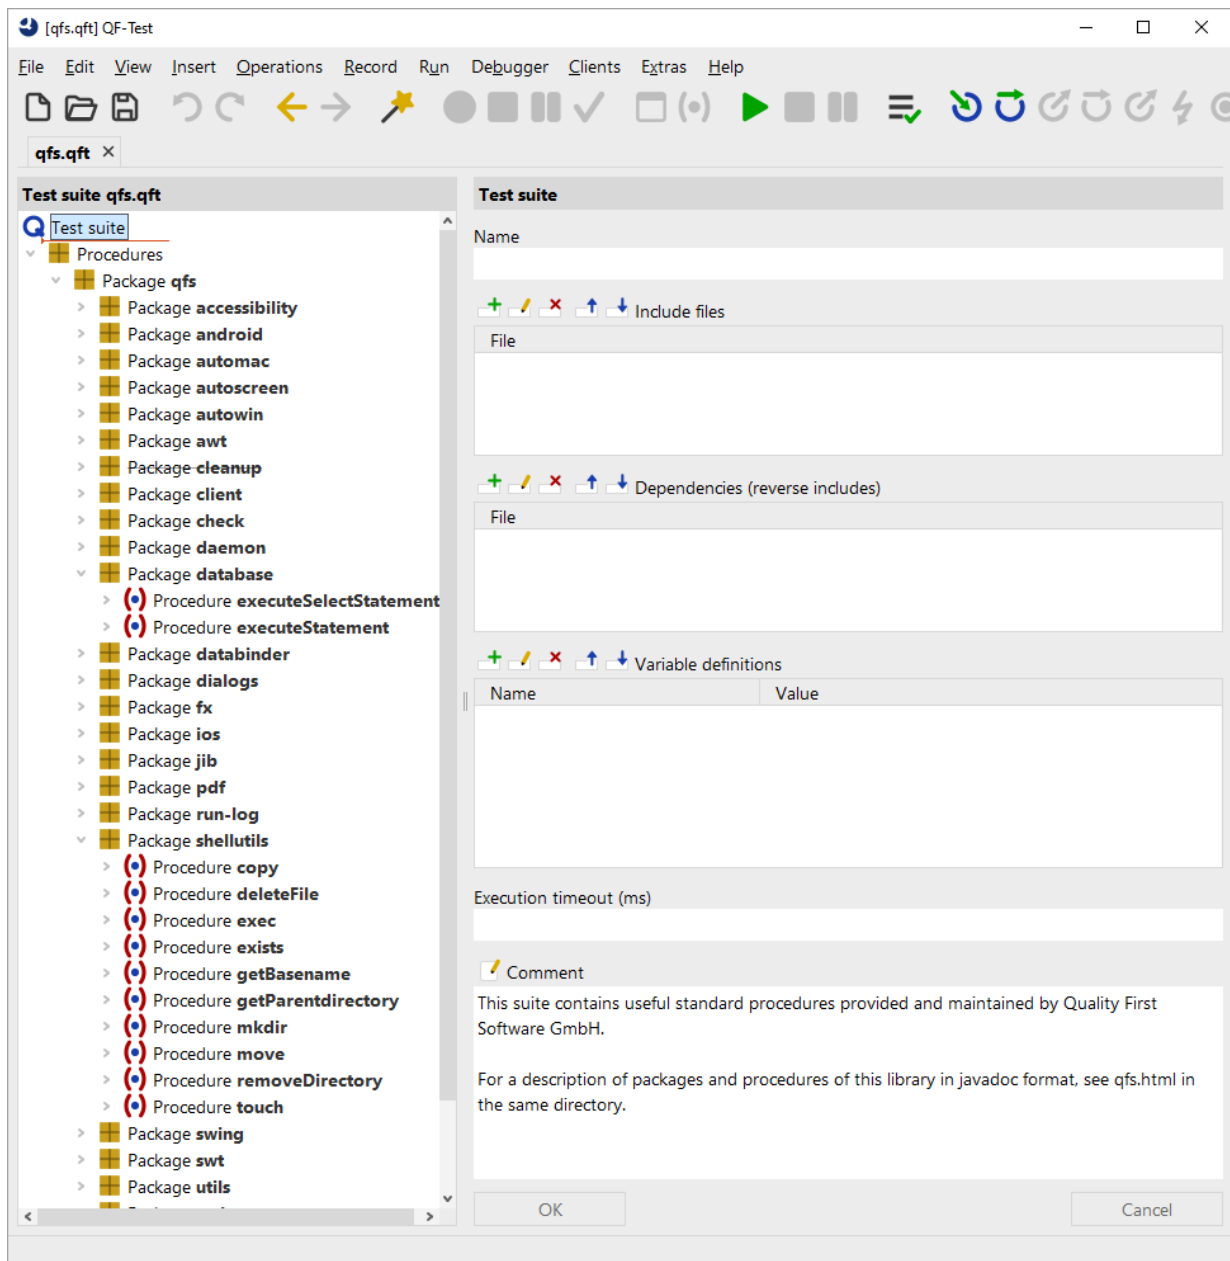 [qfs.qft] QF-Test
File Edit View Insert Operations Record Run Debugger Clients Extras Help
qfs.qft
Test suite qfs.qft
Test suite
Procedures
Package qfs
Package accessibility
Package android
Package automac
Package autoscreen
Package autowin
Package awt
Package cleanup
Package client
Package check
Package daemon
Package database
Procedure executeSelectStatement
Procedure executeStatement
Package databinder
Package dialogs
Package fx
Package ios
Package jib
Package pdf
Package run-log
Package shellutils
Procedure copy
Procedure deleteFile
Procedure exec
Procedure exists
Procedure getBasename
Procedure getParentdirectory
Procedure mkdir
Procedure move
Procedure removeDirectory
Procedure touch
Package swing
Package swt
Package utils
Test suite
Name
Include files
File
Dependencies (reverse includes)
File
Variable definitions
Name Value
Execution timeout (ms)
Comment
This suite contains useful standard procedures provided and maintained by Quality First
Software GmbH.
For a description of packages and procedures of this library in javadoc format, see qfs.html in
the same directory.
OK Cancel